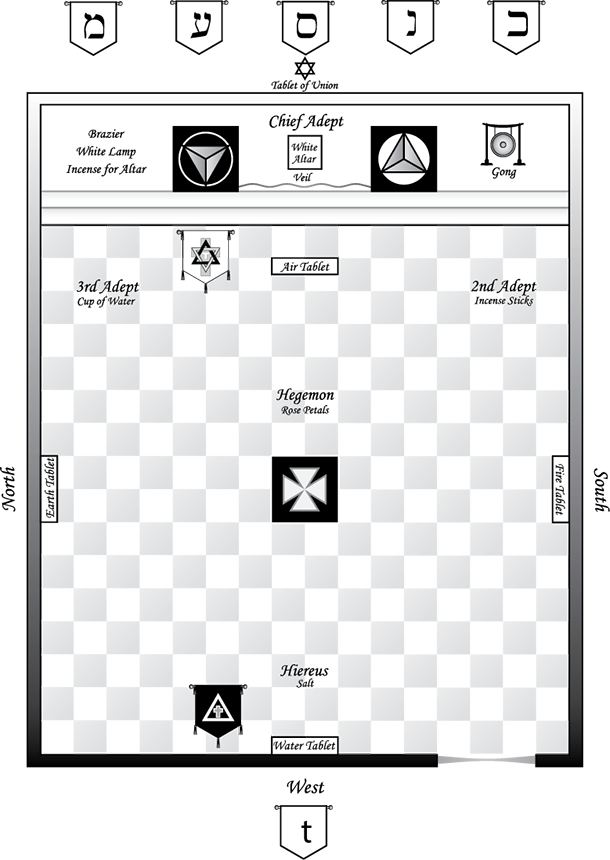 כ נ ס ע מ
Tablet of Union
Chief Adept
Brazier
White Lamp
Incense for Altar
White
Altar
Veil
Gong
Air Tablet
3rd Adept
Cup of Water
2nd Adept
Incense Sticks
Hegemon
Rose Petals
North
Earth Tablet
Fire Tablet
South
Hiereus
Salt
Water Tablet
West
t